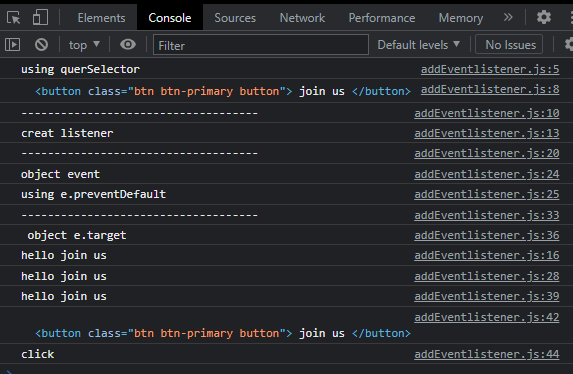 Elements Console Sources Network Performance Memory »
top ▼ Filter Default levels ▼ No Issues
using querSelector addEventlistener.js:5
<button class="btn btn-primary button"> join us </button> addEventlistener.js:8
------------------------------------ addEventlistener.js:10
creat listener addEventlistener.js:13
------------------------------------ addEventlistener.js:20
object event addEventlistener.js:24
using e.preventDefault addEventlistener.js:25
------------------------------------ addEventlistener.js:33
object e.target addEventlistener.js:36
hello join us addEventlistener.js:16
hello join us addEventlistener.js:28
hello join us addEventlistener.js:39
addEventlistener.js:42
<button class="btn btn-primary button"> join us </button>
click addEventlistener.js:44